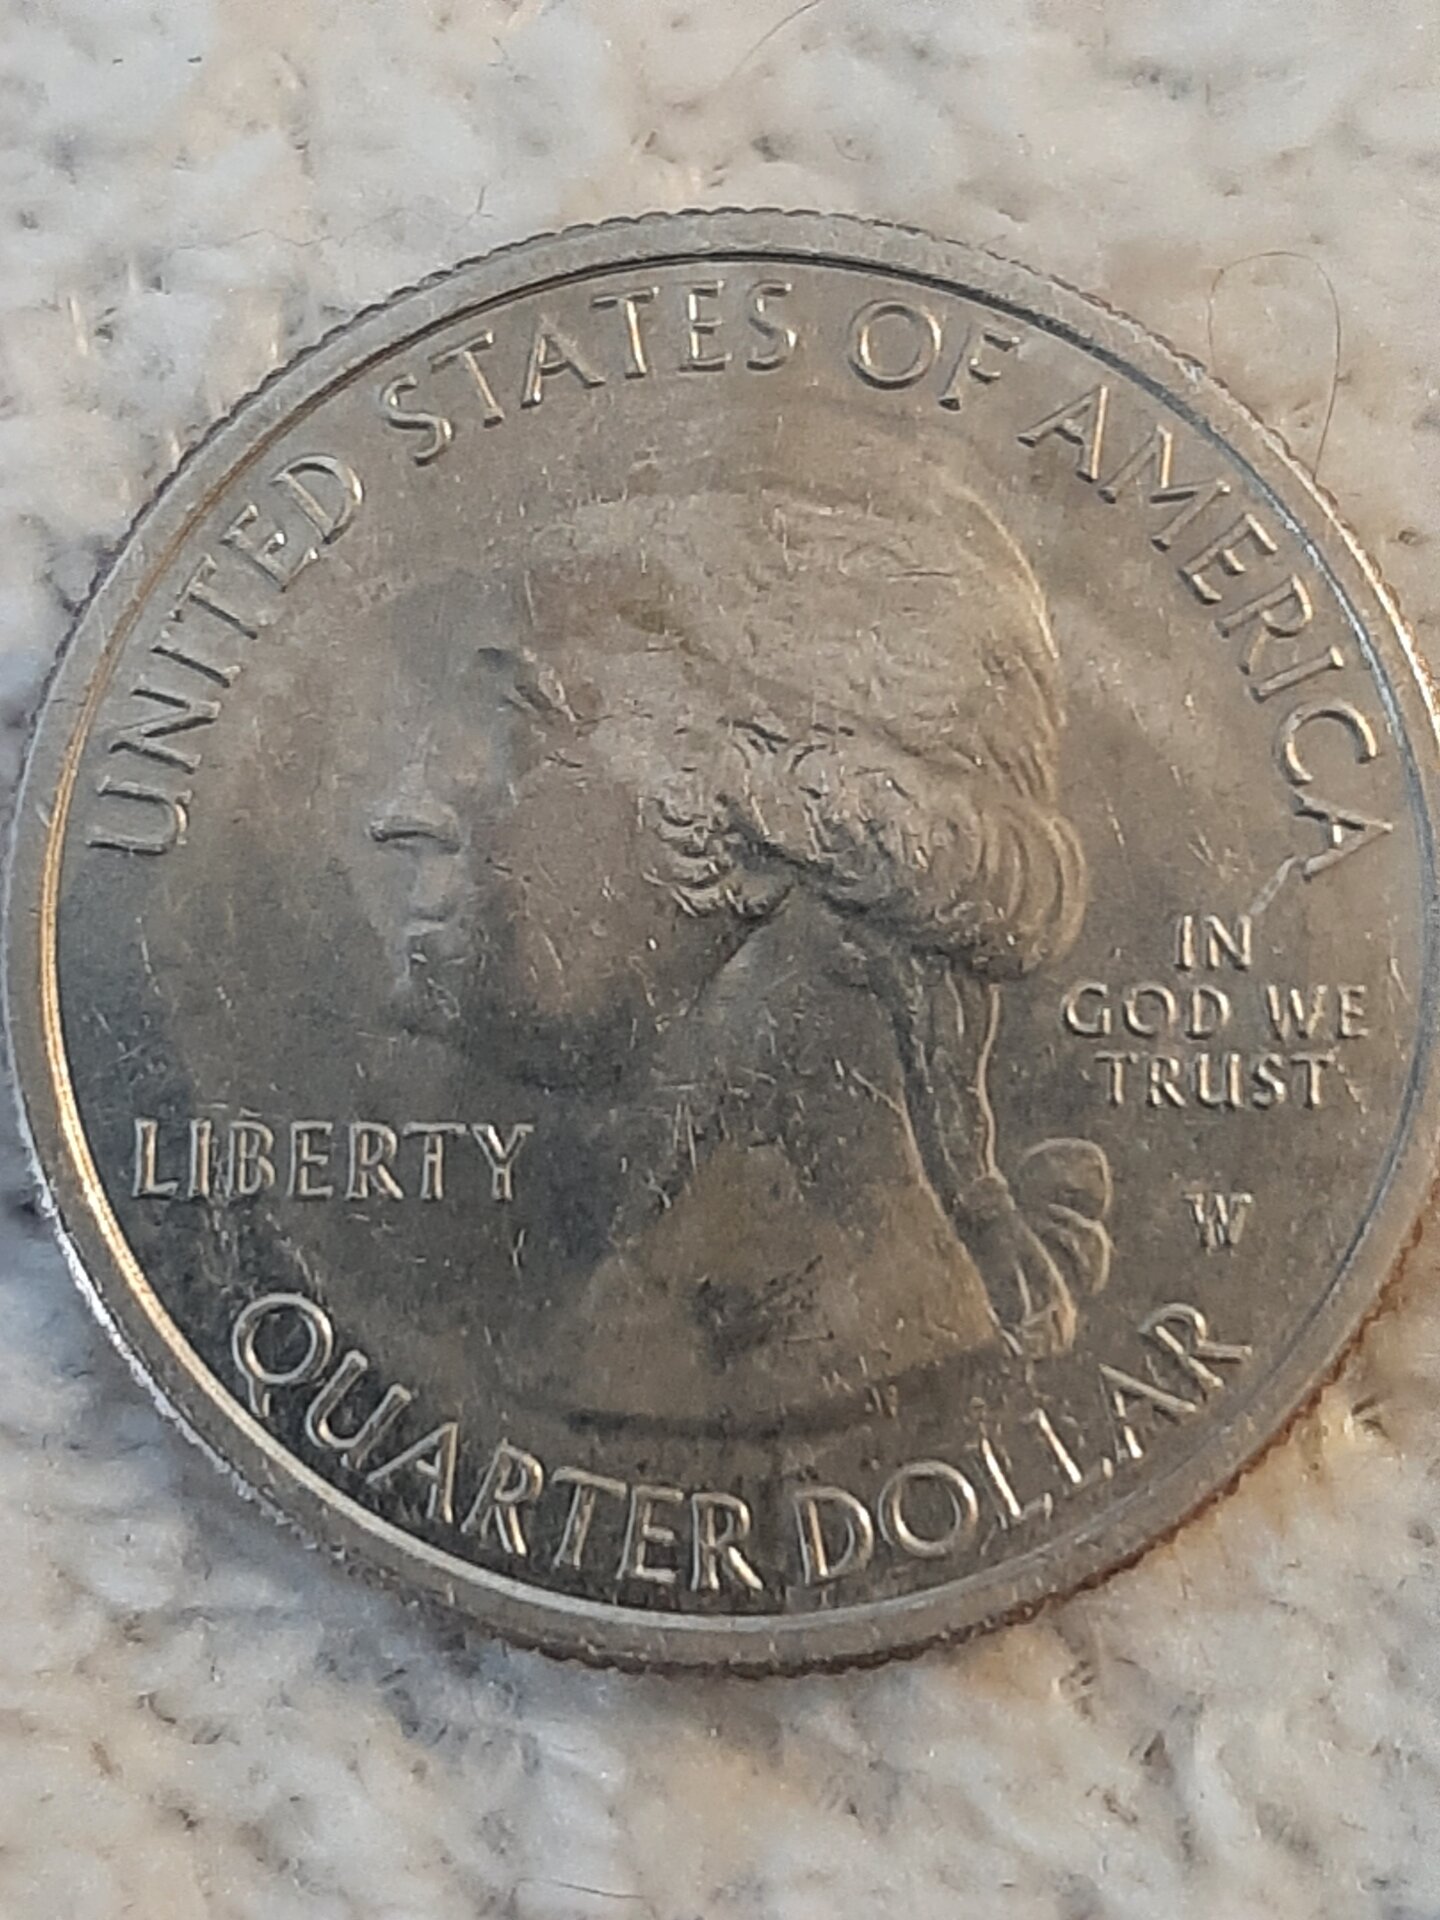 UNITED STATES OF AMERICA
IN
GOD WE
TRUST
LIBERTY
W
QUARTER DOLLAR